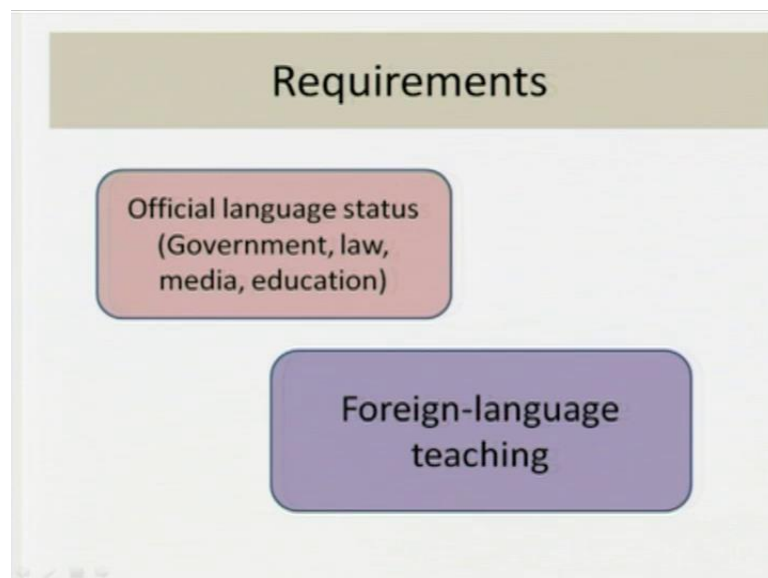 Requirements
Official language status
(Government, law,
media, education)
Foreign-language
teaching